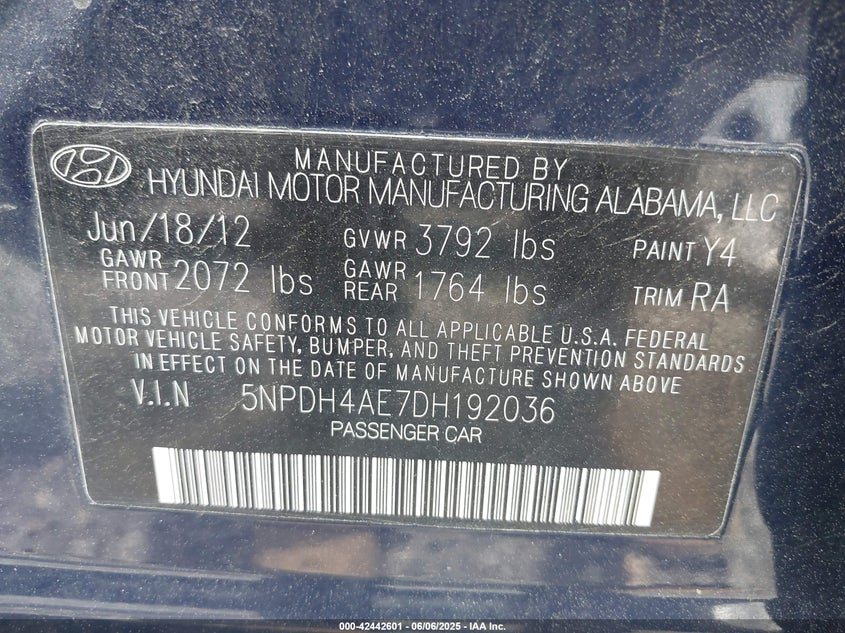 MANUFACTURED BY
HYUNDAI MOTOR MANUFACTURING ALABAMA, LLC
Jun/18/12 GVWR 3792 lbs PAINT Y4
GAWR FRONT 2072 lbs GAWR REAR 1764 lbs TRIM RA
THIS VEHICLE CONFORMS TO ALL APPLICABLE U.S.A. FEDERAL
MOTOR VEHICLE SAFETY, BUMPER, AND THEFT PREVENTION STANDARDS
IN EFFECT ON THE DATE OF MANUFACTURE SHOWN ABOVE.
V.I.N 5NPDH4AE7DH192036
PASSENGER CAR
000-42442601 - 06/06/2025 - IAA Inc.